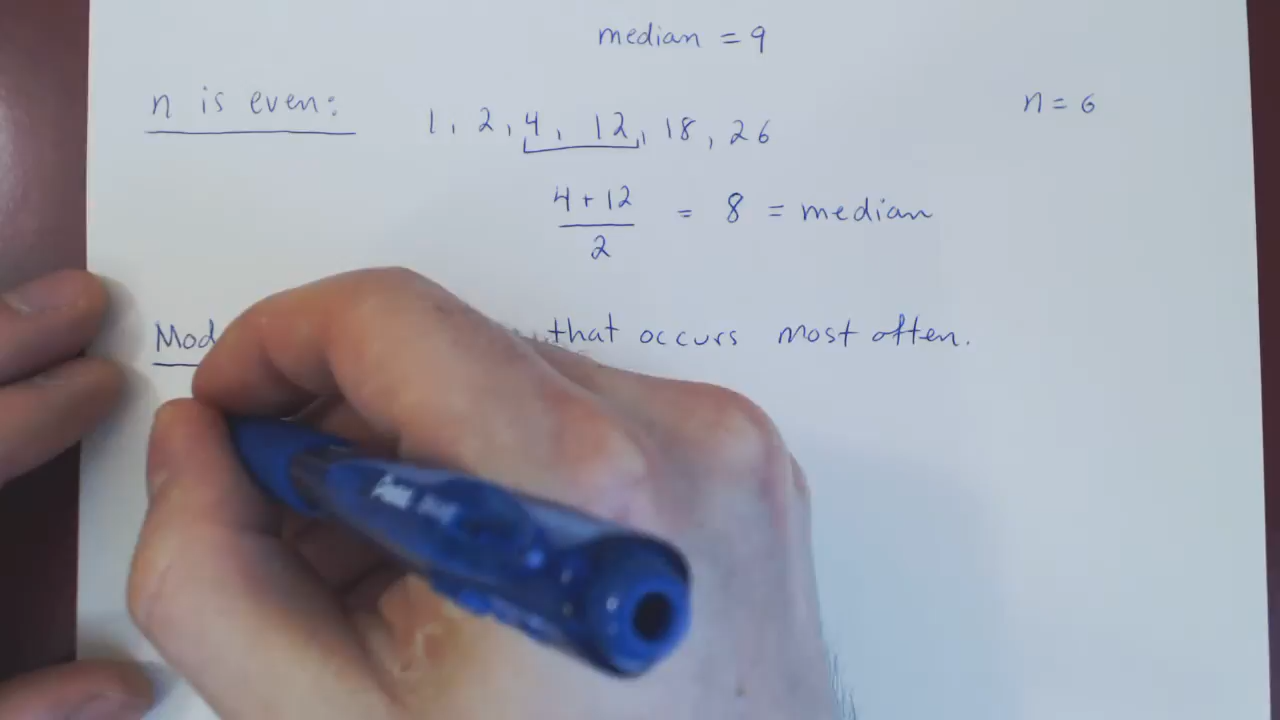 median = 9
n is even: 1, 2, 4, 12, 18, 26 n = 6
4 + 12
2
= 8 = median
Mod that occurs most often.